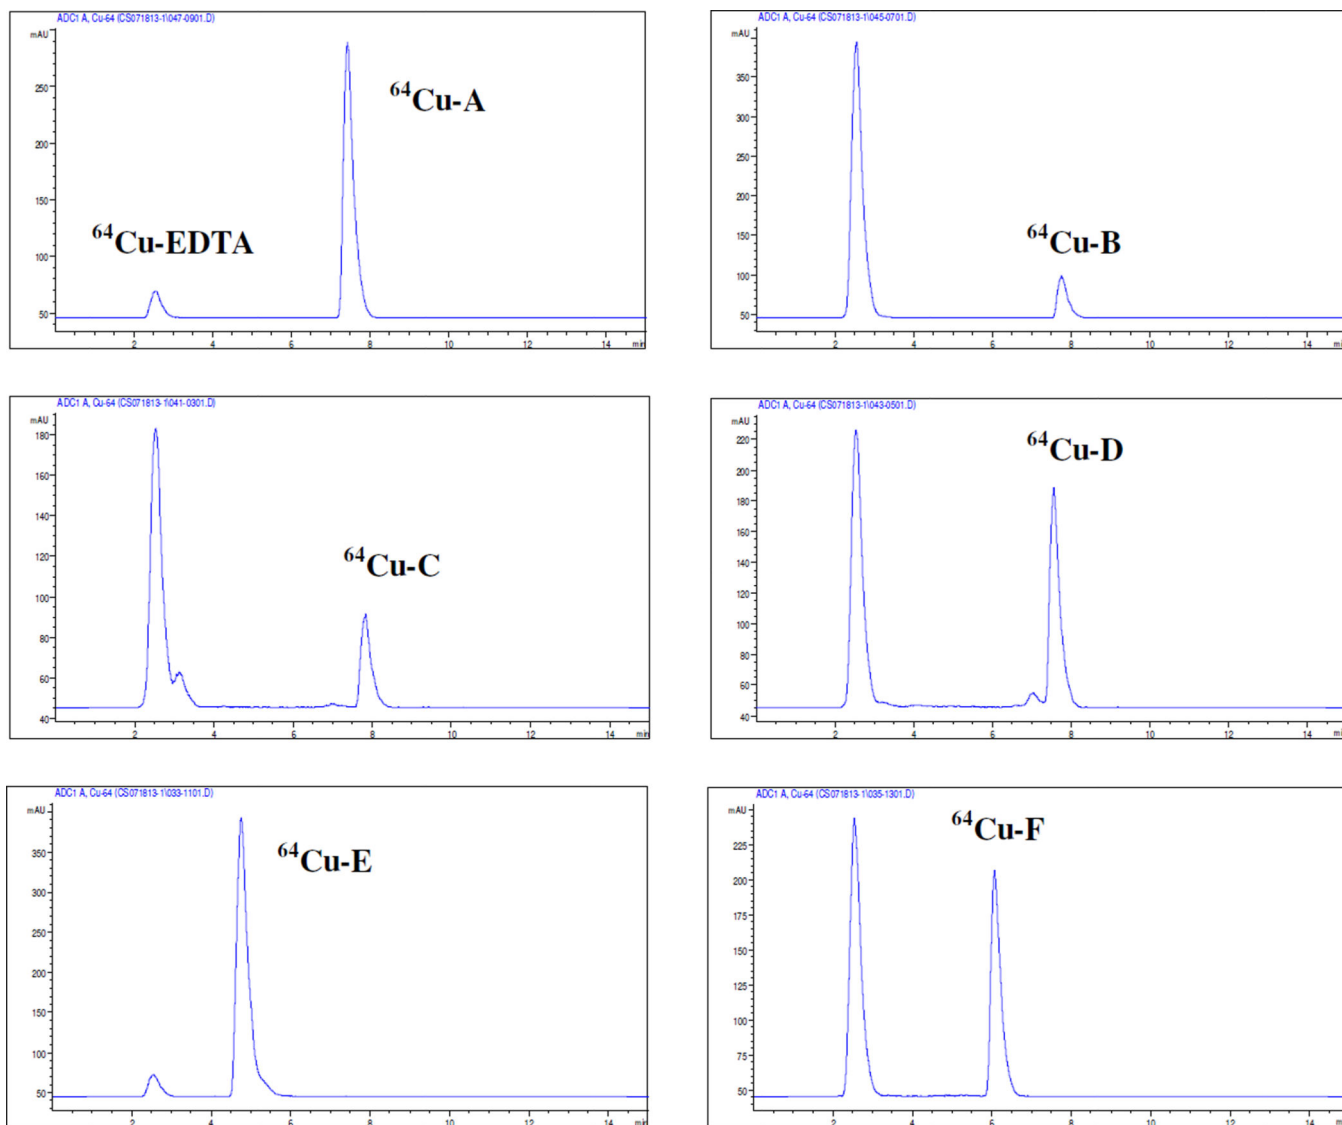 ADC1 A, Cu-64 (CS071813-1\047-0901.D)
mAU
250
200
150
100
50
⁶⁴Cu-A
⁶⁴Cu-EDTA
2 4 6 8 10 12 14 min
ADC1 A, Cu-64 (CS071813-1\045-0701.D)
mAU
350
300
250
200
150
100
50
⁶⁴Cu-B
2 4 6 8 10 12 14 min
ADC1 A, Cu-64 (CS071813-1\041-0301.D)
mAU
180
160
140
120
100
80
60
40
⁶⁴Cu-C
2 4 6 8 10 12 14 min
ADC1 A, Cu-64 (CS071813-1\043-0501.D)
mAU
220
200
180
160
140
120
100
80
60
40
⁶⁴Cu-D
2 4 6 8 10 12 14 min
ADC1 A, Cu-64 (CS071813-1\033-1101.D)
mAU
350
300
250
200
150
100
50
⁶⁴Cu-E
2 4 6 8 10 12 14 min
ADC1 A, Cu-64 (CS071813-1\035-1301.D)
mAU
225
200
175
150
125
100
75
50
⁶⁴Cu-F
2 4 6 8 10 12 14 min